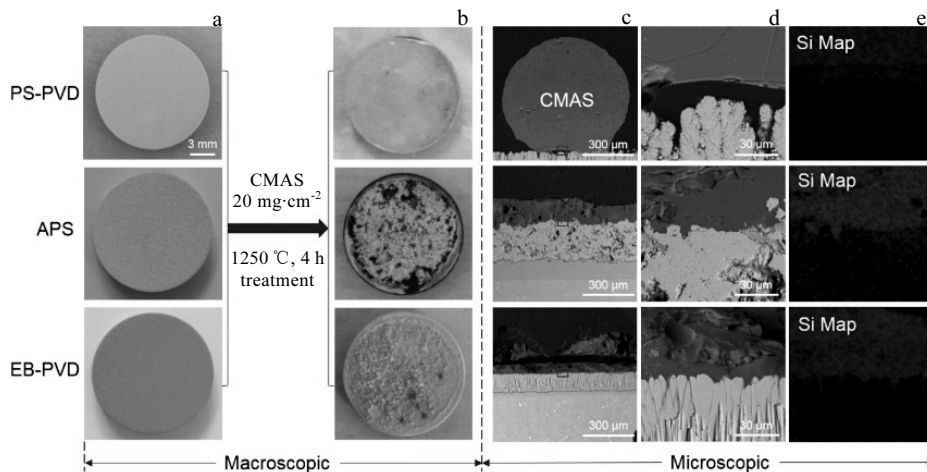 a
b
c
d
e
PS-PVD
3 mm
CMAS
300 μm
30 μm
Si Map
APS
CMAS
20 mg·cm-2
1250 ℃, 4 h
treatment
300 μm
30 μm
Si Map
EB-PVD
300 μm
30 μm
Si Map
Macroscopic
Microscopic